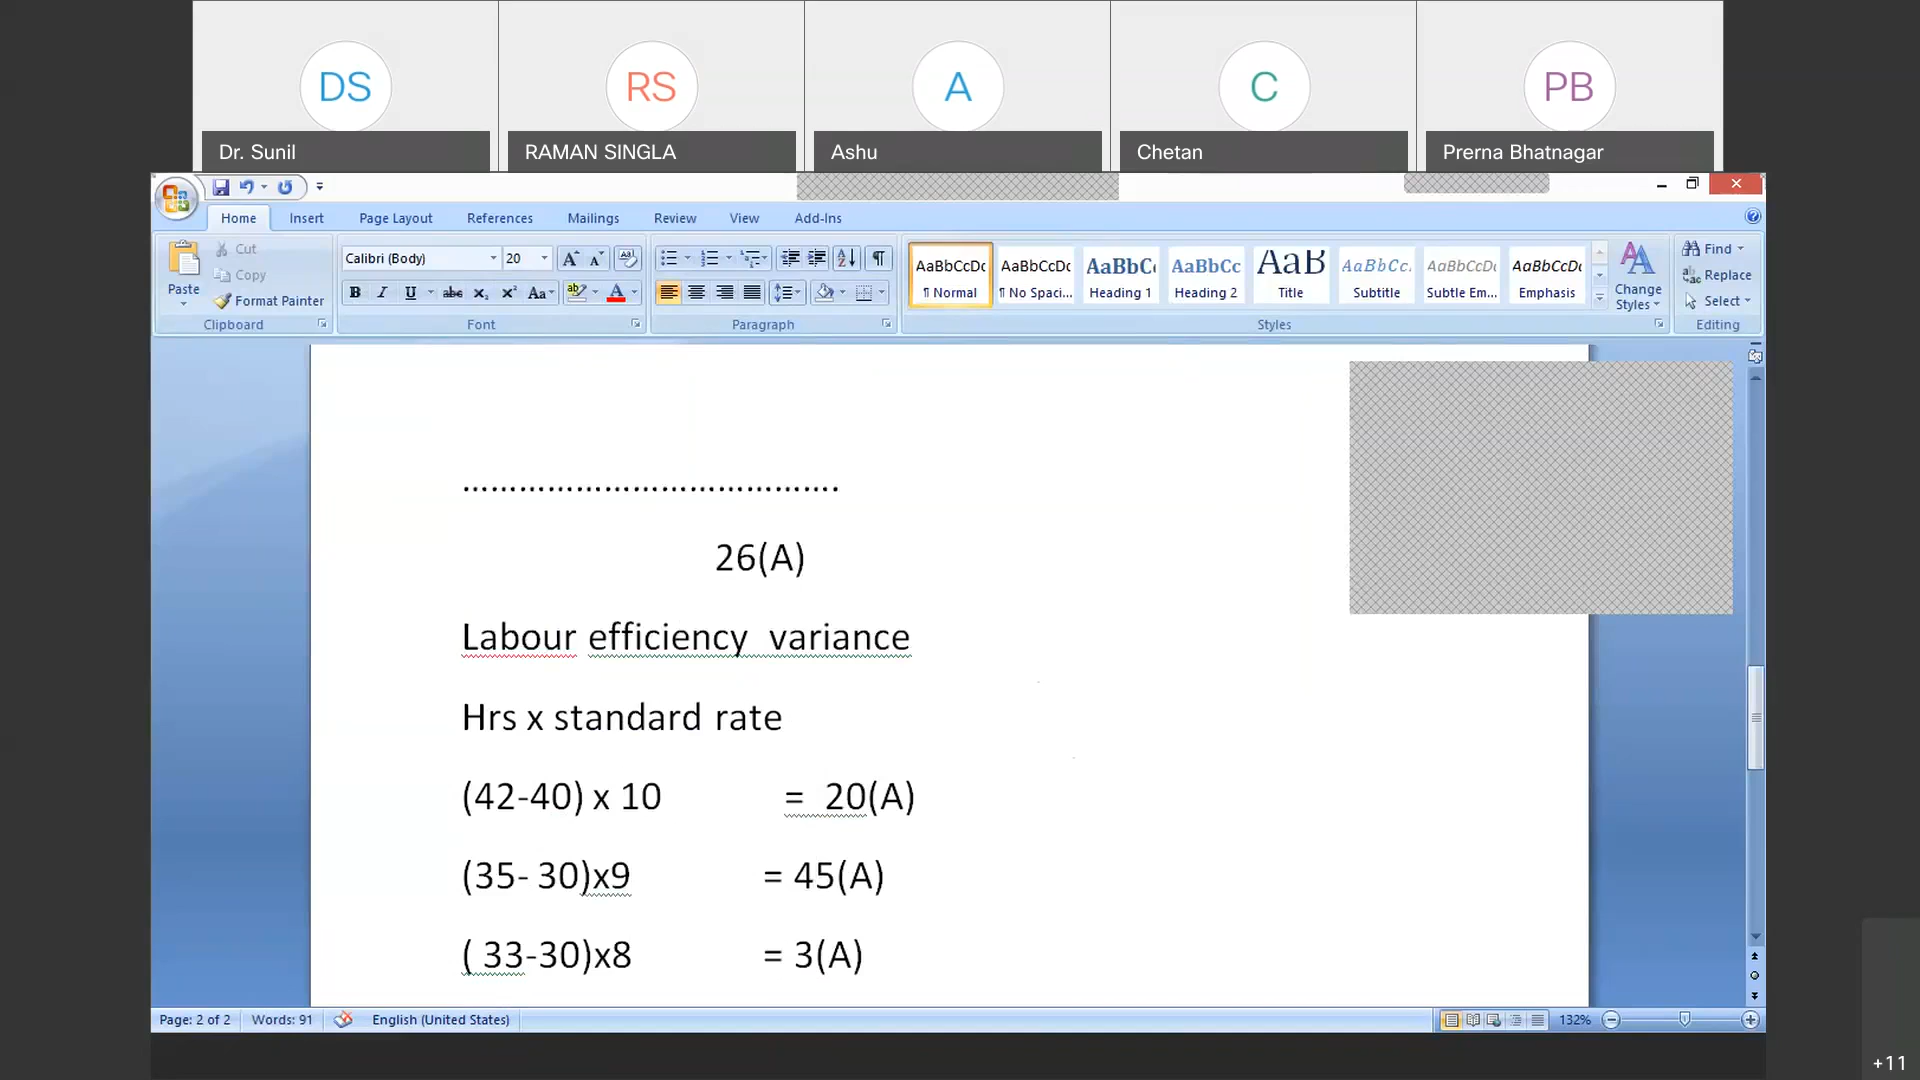 DS
RS
A
C
PB
Dr. Sunil
RAMAN SINGLA
Ashu
Chetan
Prerna Bhatnagar
Home Insert Page Layout References Mailings Review View Add-Ins
Paste
Cut
Copy
Format Painter
Clipboard
Calibri (Body) 20
Font
Paragraph
AaBbCcDc AaBbCcDc AaBbC AaBbCc AaB AaBbCc. AaBbCcDc AaBbCcDc
¶ Normal ¶ No Spaci... Heading 1 Heading 2 Title Subtitle Subtle Em... Emphasis
Change Styles
Styles
Find
Replace
Select
Editing
........................................
26(A)
Labour efficiency variance
Hrs x standard rate
(42-40) x 10 = 20(A)
(35- 30)x9 = 45(A)
( 33-30)x8 = 3(A)
Page: 2 of 2 Words: 91 English (United States) 132%
+11